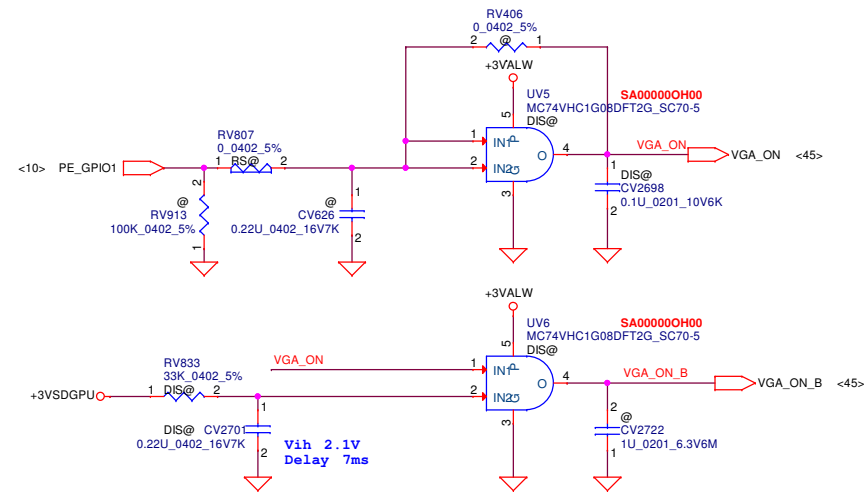 RV406
0_0402_5%
@
2
1
+3VALW
UV5
SA00000OH00
MC74VHC1G08DFT2G_SC70-5
DIS@
5
P
RV807
0_0402_5%
RS@
1
2
1
IN1
2
IN2
G
O
4
VGA_ON
VGA_ON
<45>
<10>
PE_GPIO1
3
2
@
RV913
100K_0402_5%
1
1
@
CV626
0.22U_0402_16V7K
2
1
DIS@
CV2698
0.1U_0201_10V6K
2
+3VALW
UV6
SA00000OH00
MC74VHC1G08DFT2G_SC70-5
DIS@
5
P
VGA_ON
1
IN1
RV833
33K_0402_5%
DIS@
+3VSDGPU
1
2
2
IN2
G
O
4
VGA_ON_B
VGA_ON_B
<45>
3
1
DIS@
CV2701
0.22U_0402_16V7K
2
Vih 2.1V
Delay 7ms
2
@
CV2722
1U_0201_6.3V6M
1